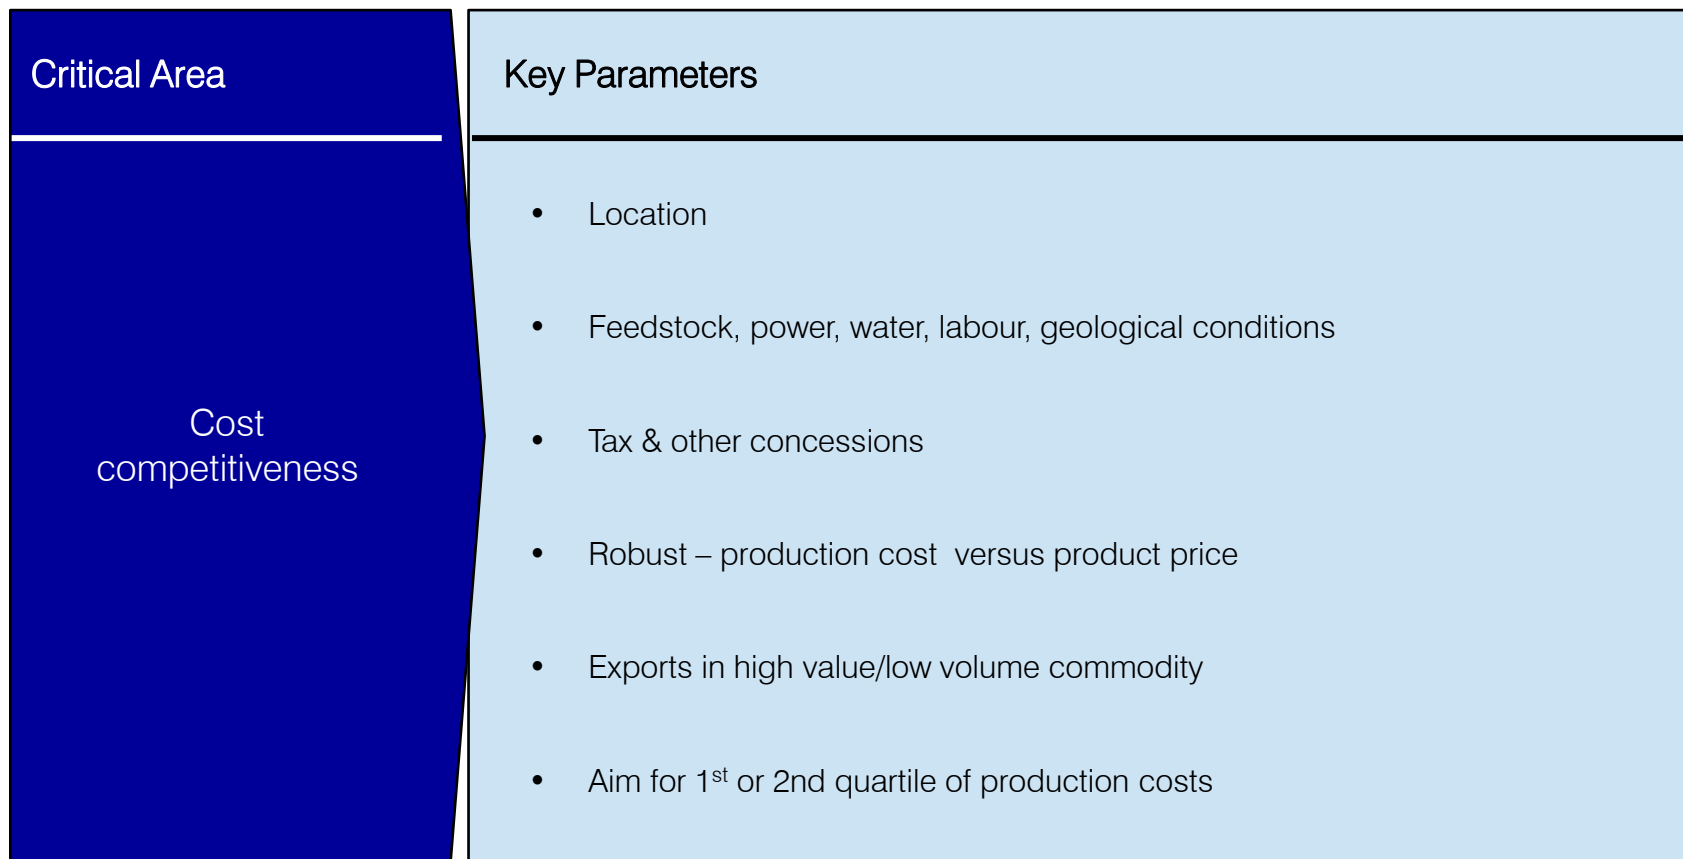 Critical Area
Key Parameters
Cost
competitiveness
• Location
• Feedstock, power, water, labour, geological conditions
• Tax & other concessions
• Robust – production cost  versus product price
• Exports in high value/low volume commodity
• Aim for 1st or 2nd quartile of production costs